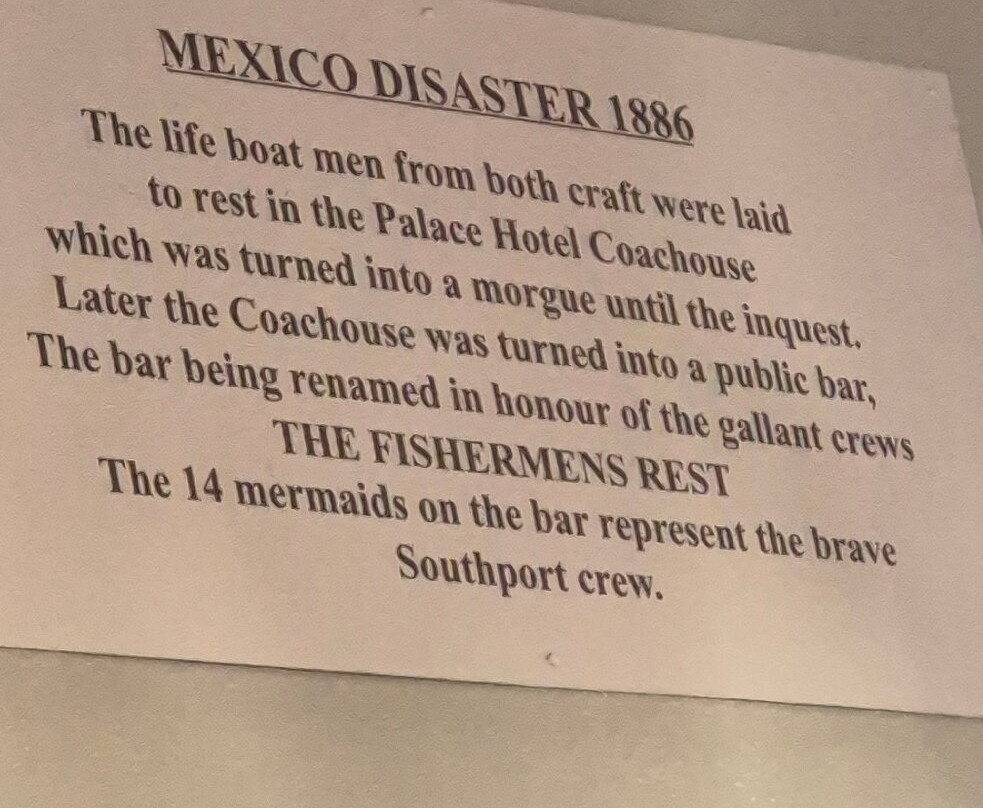 MEXICO DISASTER 1886
The life boat men from both craft were laid
to rest in the Palace Hotel Coachouse
which was turned into a morgue until the inquest.
Later the Coachouse was turned into a public bar,
The bar being renamed in honour of the gallant crews
THE FISHERMENS REST
The 14 mermaids on the bar represent the brave
Southport crew.